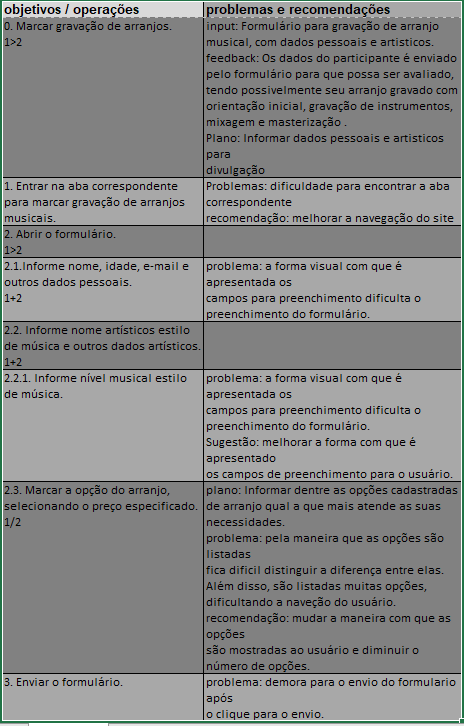 objetivos / operações
problemas e recomendações
0. Marcar gravação de arranjos.
1>2
input: Formulário para gravação de arranjo
musical, com dados pessoais e artisticos.
feedback: Os dados do participante é enviado
pelo formulário para que possa ser avaliado,
tendo possivelmente seu arranjo gravado com
orientação inicial, gravação de instrumentos,
mixagem e masterização .
Plano: Informar dados pessoais e artisticos
para
divulgação
1. Entrar na aba correspondente
para marcar gravação de arranjos
musicais.
Problemas: dificuldade para encontrar a aba
correspondente
recomendação: melhorar a navegação do site
2. Abrir o formulário.
1>2
2.1.Informe nome, idade, e-mail e
outros dados pessoais.
1+2
problema: a forma visual com que é
apresentada os
campos para preenchimento dificulta o
preenchimento do formulário.
2.2. Informe nome artísticos estilo
de música e outros dados artísticos.
1+2
2.2.1. Informe nível musical estilo
de música.
problema: a forma visual com que é
apresentada os
campos para preenchimento dificulta o
preenchimento do formulário.
Sugestão: melhorar a forma com que é
apresentado
os campos de preenchimento para o usuário.
2.3. Marcar a opção do arranjo,
selecionando o preço especificado.
1/2
plano: Informar dentre as opções cadastradas
de arranjo qual a que mais atende as suas
necessidades.
problema: pela maneira que as opções são
listadas
fica dificil distinguir a diferença entre elas.
Além disso, são listadas muitas opções,
dificultando a naveção do usuário.
recomendação: mudar a maneira com que as
opções
são mostradas ao usuário e diminuir o
número de opções.
3. Enviar o formulário.
problema: demora para o envio do formulario
após
o clique para o envio.